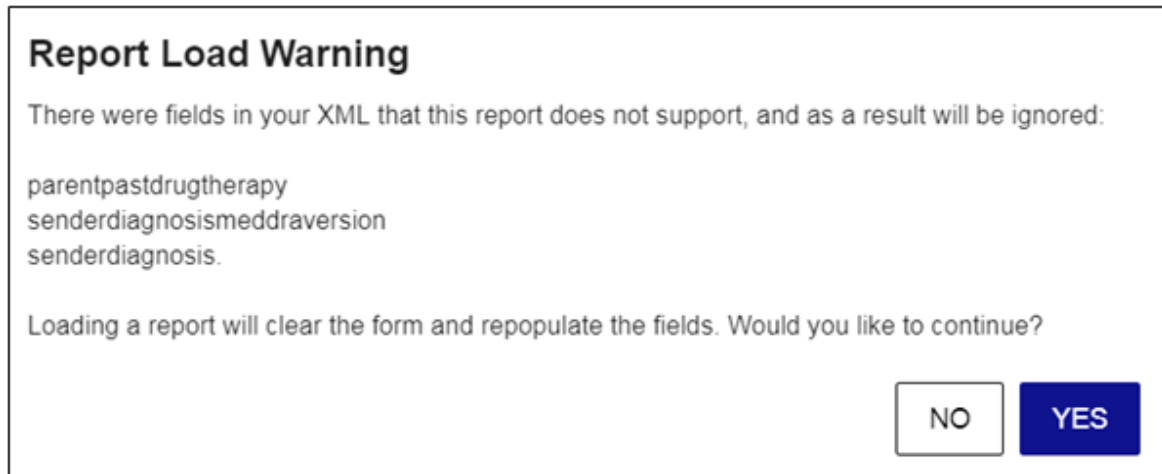 Report Load Warning
There were fields in your XML that this report does not support, and as a result will be ignored:
parentpastdrugtherapy
senderdiagnosismeddraversion
senderdiagnosis.
Loading a report will clear the form and repopulate the fields. Would you like to continue?
NO YES